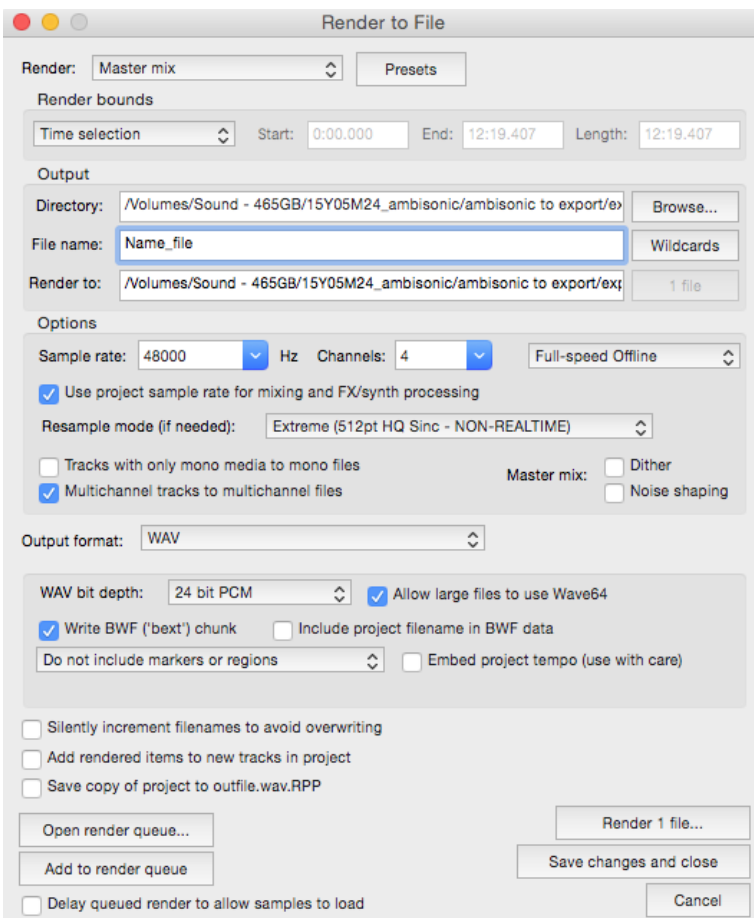 Render to File
Render: Master mix Presets
Render bounds
Time selection Start: 0:00.000 End: 12:19.407 Length: 12:19.407
Output
Directory: /Volumes/Sound - 465GB/15Y05M24_ambisonic/ambisonic to export/ex Browse...
File name: Name_file Wildcards
Render to: /Volumes/Sound - 465GB/15Y05M24_ambisonic/ambisonic to export/exp 1 file
Options
Sample rate: 48000 Hz Channels: 4 Full-speed Offline
Use project sample rate for mixing and FX/synth processing
Resample mode (if needed): Extreme (512pt HQ Sinc - NON-REALTIME)
Tracks with only mono media to mono files
Master mix: Dither
Multichannel tracks to multichannel files
Noise shaping
Output format: WAV
WAV bit depth: 24 bit PCM Allow large files to use Wave64
Write BWF ('bext') chunk Include project filename in BWF data
Do not include markers or regions Embed project tempo (use with care)
Silently increment filenames to avoid overwriting
Add rendered items to new tracks in project
Save copy of project to outfile.wav.RPP
Open render queue... Render 1 file...
Add to render queue Save changes and close
Delay queued render to allow samples to load Cancel